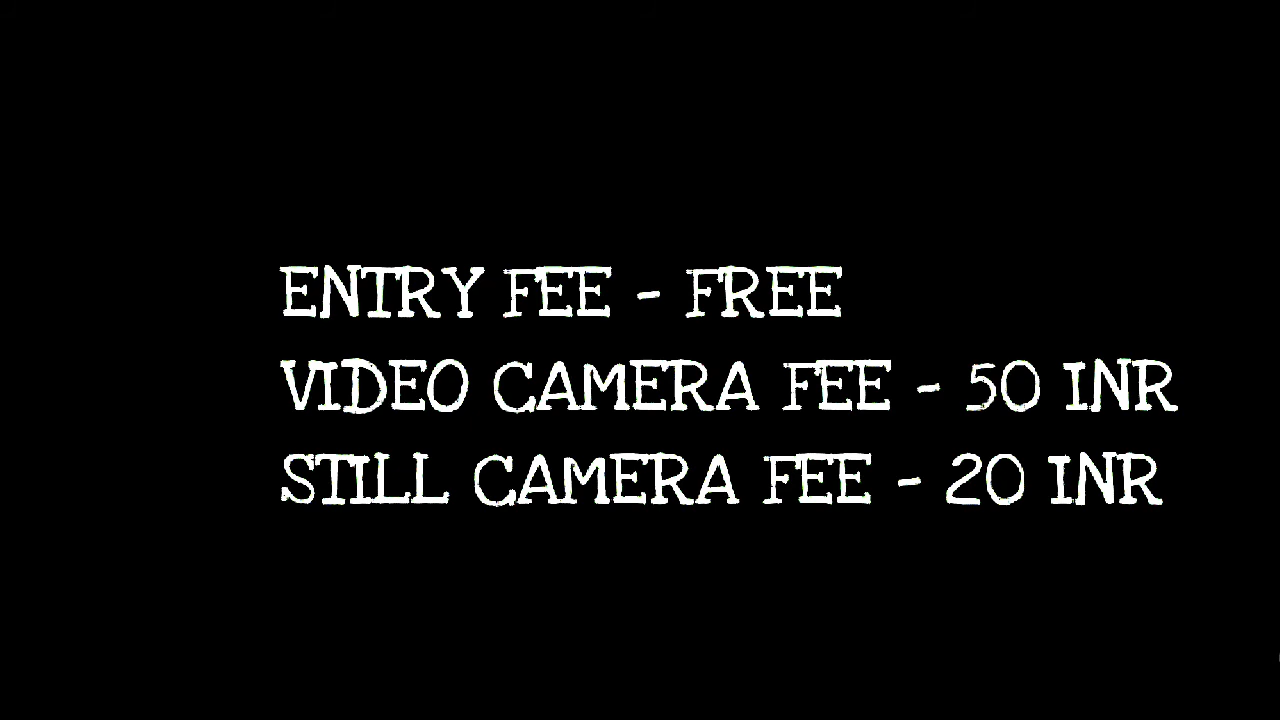 ENTRY FEE - FREE
VIDEO CAMERA FEE - 50 INR
STILL CAMERA FEE - 20 INR